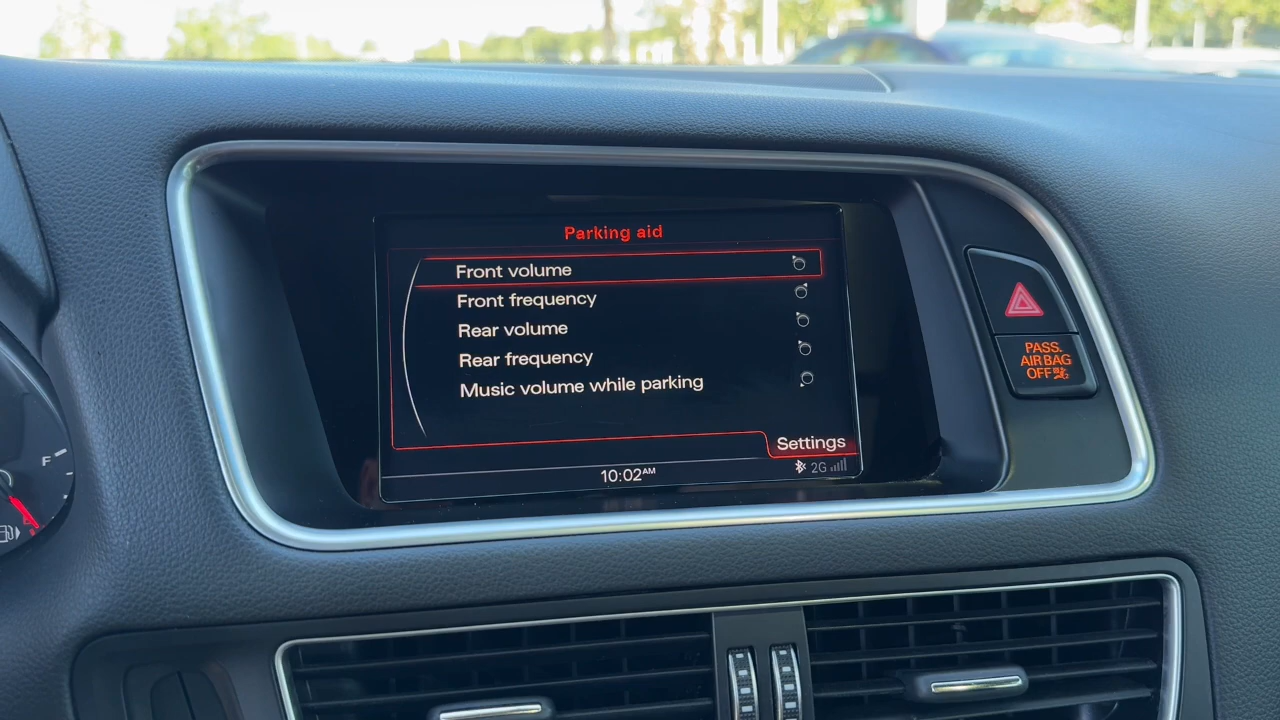 Parking aid
Front volume
Front frequency
Rear volume
Rear frequency
Music volume while parking
Settings
10:02AM
2G
PASS.
AIR BAG
OFF
F